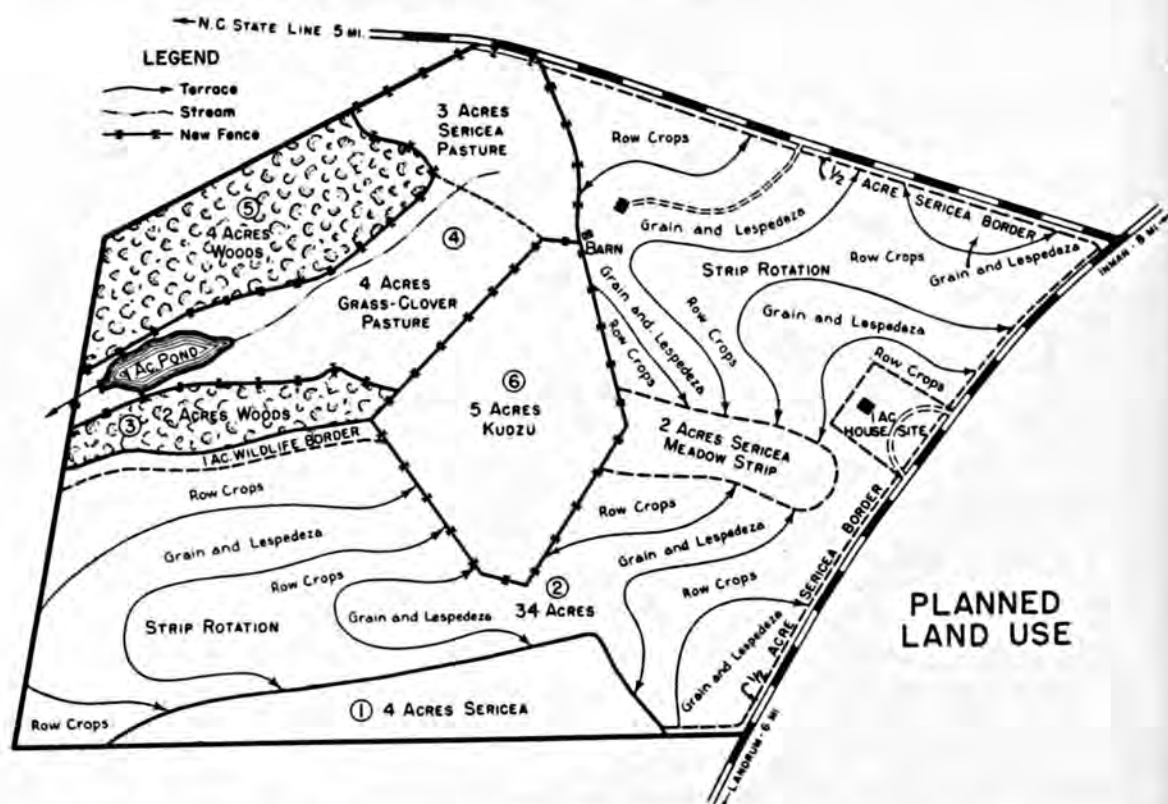 N.C. STATE LINE 5 MI.
LEGEND
Terrace
Stream
New Fence
3 ACRES
SERICEA
PASTURE
Row Crops
(½ ACRE SERICEA BORDER
⑤
4 ACRES
WOODS
④
BARN
Grain and Lespedeza
Row Crops
Grain and Lespedeza
INMAN - 8 MI.
STRIP ROTATION
4 ACRES
GRASS-CLOVER
PASTURE
Grain and Lespedeza
Row Crops
Row Crops
Grain and Lespedeza
1 AC. POND
Row Crops
⑥
5 ACRES
KUDZU
1 AC.
HOUSE SITE
③
2 ACRES WOODS
2 ACRES SERICEA
MEADOW STRIP
1 AC. WILDLIFE BORDER
Row Crops
Row Crops
Grain and Lespedeza
Grain and Lespedeza
Row Crops
Row Crops
②
34 ACRES
STRIP ROTATION
Grain and Lespedeza
Grain and Lespedeza
(½ ACRE SERICEA BORDER
PLANNED
LAND USE
Row Crops
① 4 ACRES SERICEA
LANDRUM - 6 MI